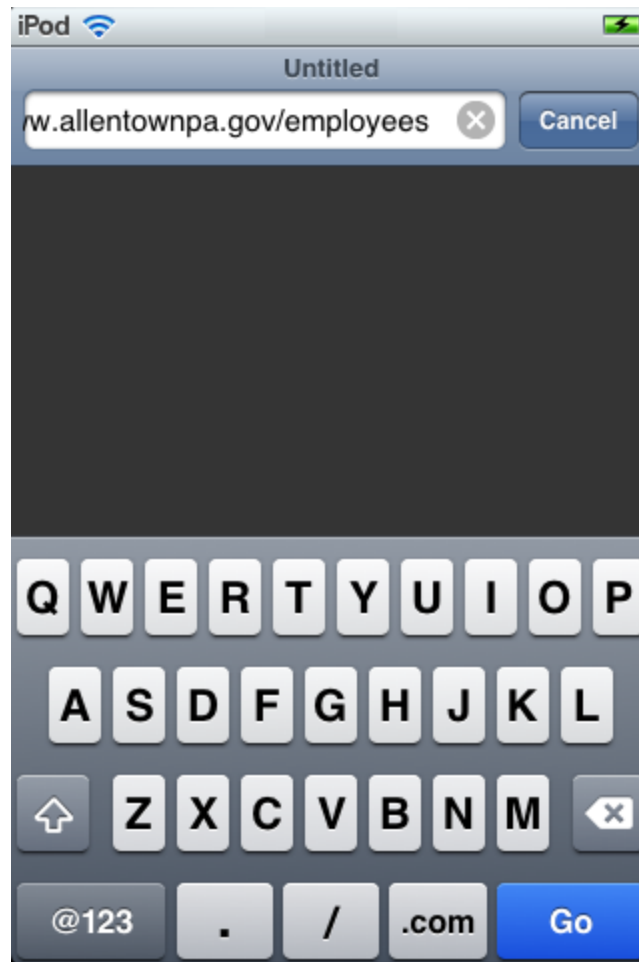 iPod
Untitled
w.allentownpa.gov/employees
Cancel
Q W E R T Y U I O P
A S D F G H J K L
Z X C V B N M
@123 . / .com Go